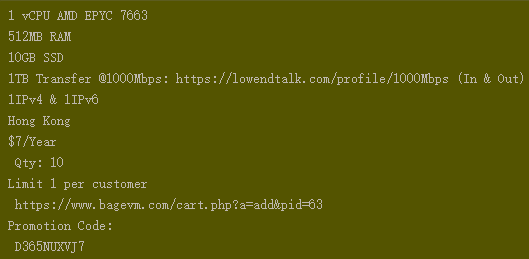 1 vCPU AMD EPYC 7663
512MB RAM
10GB SSD
1TB Transfer @1000Mbps: https://lowendtalk.com/profile/1000Mbps (In & Out)
1IPv4 & 1IPv6
Hong Kong
$7/Year
Qty: 10
Limit 1 per customer
https://www.bagevm.com/cart.php?a=add&pid=63
Promotion Code:
D365NUXVJ7